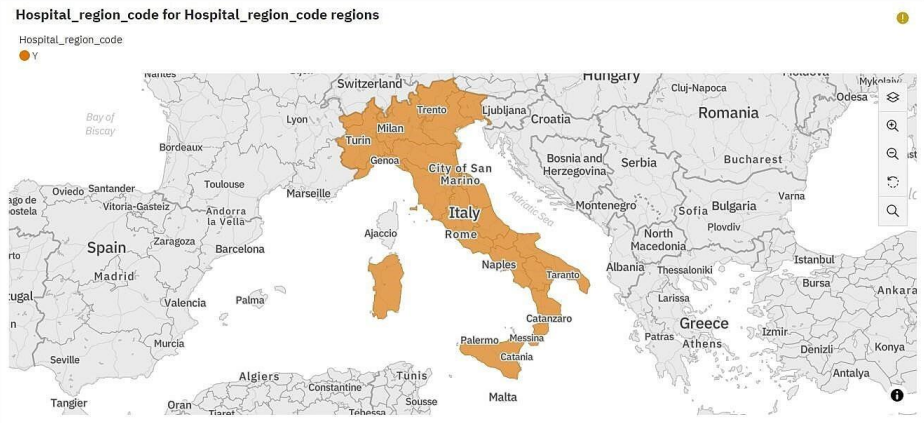 Hospital_region_code for Hospital_region_code regions
Hospital_region_code
Y
Nantes
Switzerland
Hungary
Cluj-Napoca
Odesa
Bay of
Biscay
Lyon
Trento
Ljubljana
Croatia
Romania
Milan
Turin
Bordeaux
Genoa
City of San
Marino
Bosnia and
Herzegovina
Serbia
Bucharest
Oviedo
Santander
Toulouse
Marseille
Varna
Vitoria-Gasteiz
Andorra
la Vella
Adriatic Sea
Montenegro
Sofia
Bulgaria
Plovdiv
Italy
Rome
Ajaccio
Spain
Zaragoza
Barcelona
North
Macedonia
Istanbul
Madrid
Naples
Taranto
Albania
Thessaloniki
Bursa
Ankara
Palma
Valencia
Larissa
Catanzaro
Greece
Izmir
Murcia
Palermo
Messina
Patras
Athens
Konya
Seville
Catania
Denizli
Algiers
Tunis
Antalya
Constantine
Tangier
Oran
Malta
Sousse